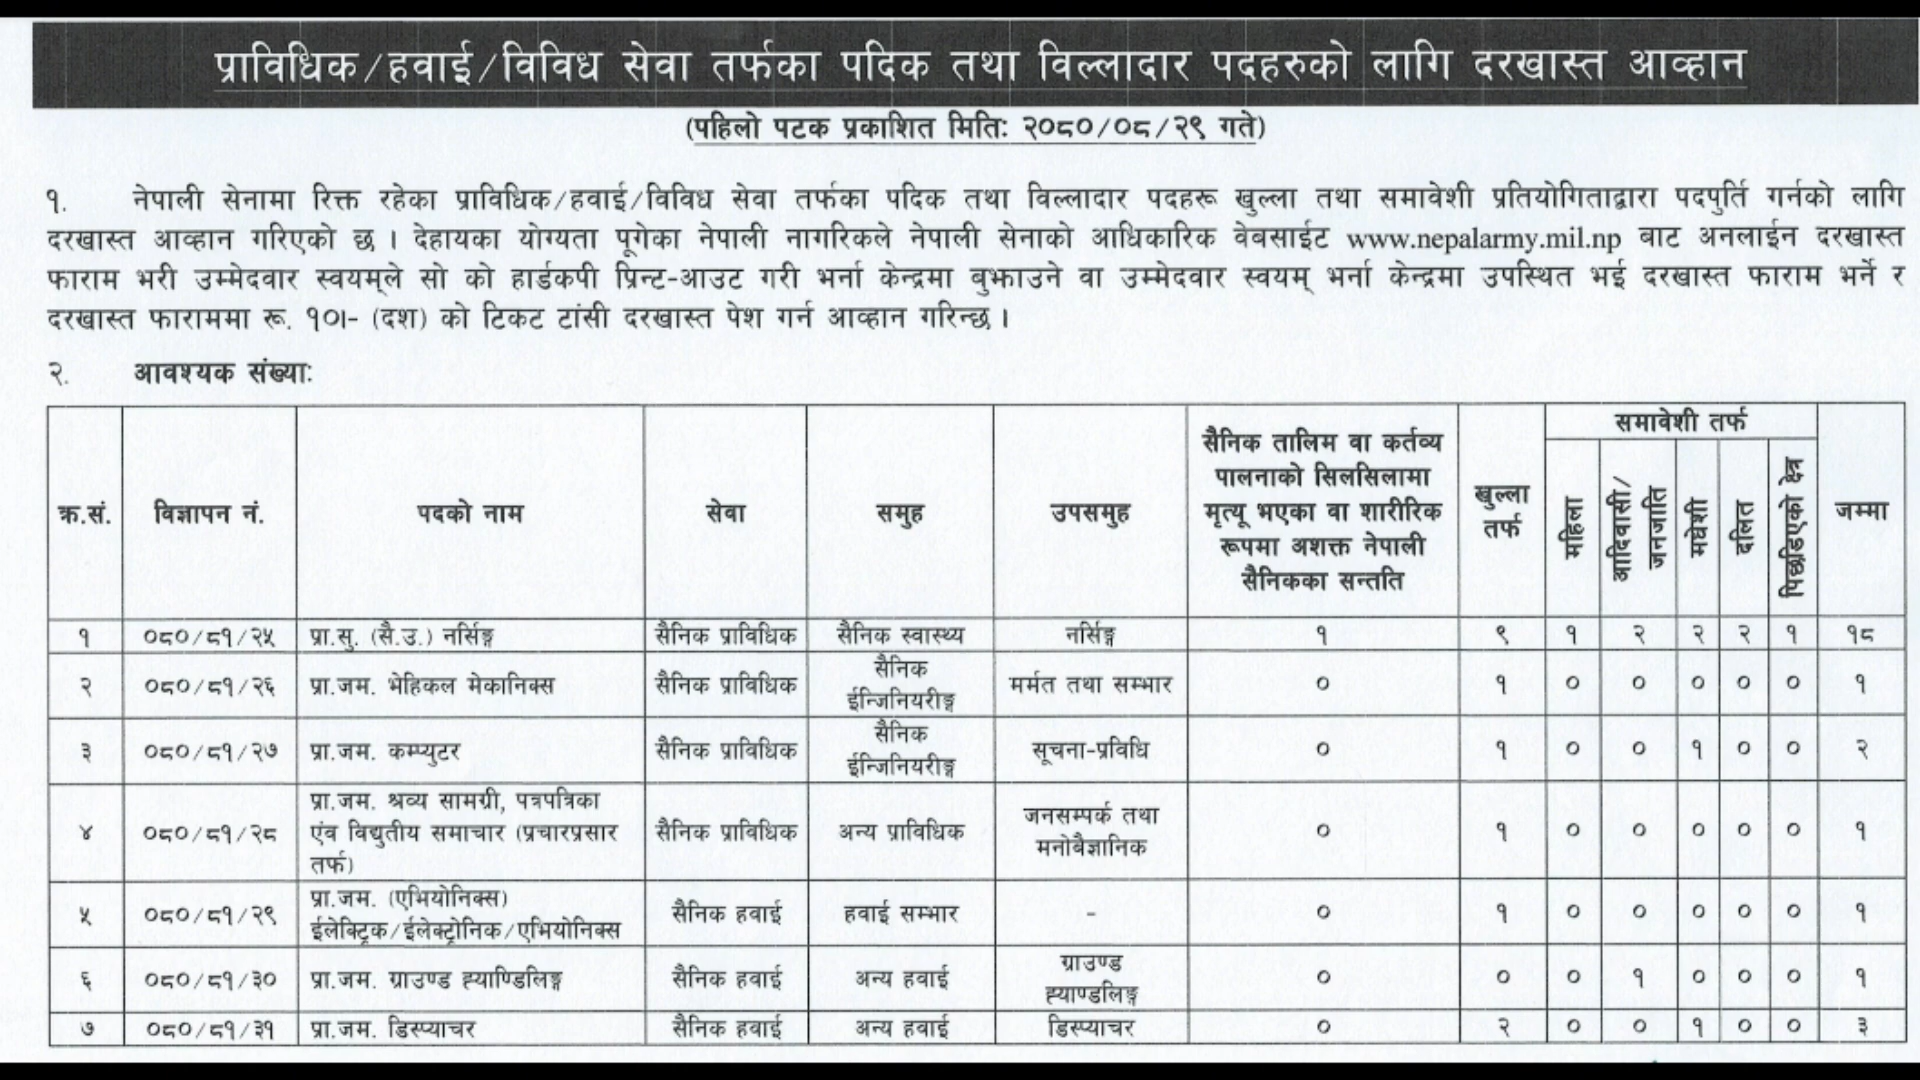 प्राविधिक/हवाई/विविध सेवा तर्फका पदिक तथा विल्लादार पदहरुको लागि दरखास्त आव्हान
(पहिलो पटक प्रकाशित मितिः २०८०/०८/२९ गते)
१. नेपाली सेनामा रिक्त रहेका प्राविधिक/हवाई/विविध सेवा तर्फका पदिक तथा विल्लादार पदहरू खुल्ला तथा समावेशी प्रतियोगिताद्वारा पदपुर्ति गर्नको लागि
दरखास्त आव्हान गरिएको छ । देहायका योग्यता पूगेका नेपाली नागरिकले नेपाली सेनाको आधिकारिक वेबसाईट www.nepalarmy.mil.np बाट अनलाईन दरखास्त
फाराम भरी उम्मेदवार स्वयम्ले सो को हार्डकपी प्रिन्ट-आउट गरी भर्ना केन्द्रमा बुझाउने वा उम्मेदवार स्वयम् भर्ना केन्द्रमा उपस्थित भई दरखास्त फाराम भर्ने र
दरखास्त फाराममा रू. १०।- (दश) को टिकट टांसी दरखास्त पेश गर्न आव्हान गरिन्छ ।
२. आवश्यक संख्याः
क्र.सं. विज्ञापन नं. पदको नाम सेवा समुह उपसमुह
सैनिक तालिम वा कर्तव्य
पालनाको सिलसिलामा
मृत्यू भएका वा शारीरिक
रूपमा अशक्त नेपाली
सैनिकका सन्तति
खुल्ला
तर्फ
समावेशी तर्फ
महिला
आदिवासी/
जनजाति
मधेशी
दलित
पिछडिएको क्षेत्र
जम्मा
१ ०८०/८१/२५ प्रा.सु. (सै.उ.) नर्सिङ्ग सैनिक प्राविधिक सैनिक स्वास्थ्य नर्सिङ्ग १ ९ १ २ २ २ १ १८
२ ०८०/८१/२६ प्रा.जम. भेहिकल मेकानिक्स सैनिक प्राविधिक सैनिक
ईन्जिनियरीङ्ग मर्मत तथा सम्भार ० १ ० ० ० ० ० १
३ ०८०/८१/२७ प्रा.जम. कम्प्युटर सैनिक प्राविधिक सैनिक
ईन्जिनियरीङ्ग सूचना-प्रविधि ० १ ० ० १ ० ० २
४ ०८०/८१/२८ प्रा.जम. श्रव्य सामग्री, पत्रपत्रिका
एंव विद्युतीय समाचार (प्रचारप्रसार
तर्फ) सैनिक प्राविधिक अन्य प्राविधिक जनसम्पर्क तथा
मनोबैज्ञानिक ० १ ० ० ० ० ० १
५ ०८०/८१/२९ प्रा.जम. (एभियोनिक्स)
ईलेक्ट्रिक/ईलेक्ट्रोनिक/एभियोनिक्स सैनिक हवाई हवाई सम्भार - ० १ ० ० ० ० ० १
६ ०८०/८१/३० प्रा.जम. ग्राउण्ड ह्याण्डिलिङ्ग सैनिक हवाई अन्य हवाई ग्राउण्ड
ह्याण्डलिङ्ग ० ० ० १ ० ० ० १
७ ०८०/८१/३१ प्रा.जम. डिस्प्याचर सैनिक हवाई अन्य हवाई डिस्प्याचर ० २ ० ० १ ० ० ३